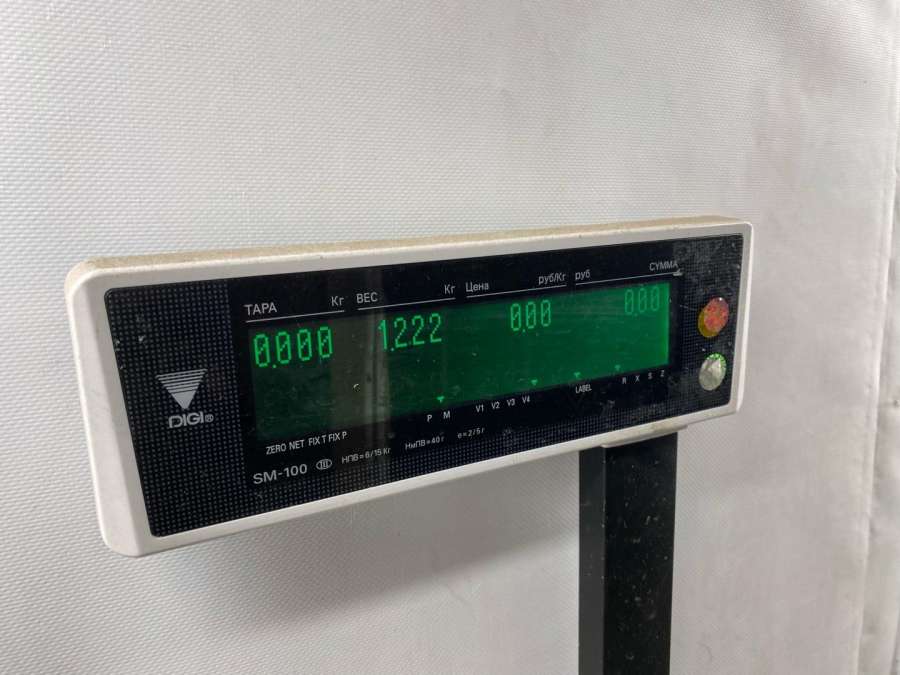 ТАРА Кг ВЕС Кг Цена руб/Кг руб СУММА
0.000 1.222 0.00 0.00
P M V1 V2 V3 V4 LABEL R X S Z
DIGI®
ZERO NET FIX T FIX P
SM-100 III НПВ=6/15 Кг НмПВ=40 г e=2/5 г